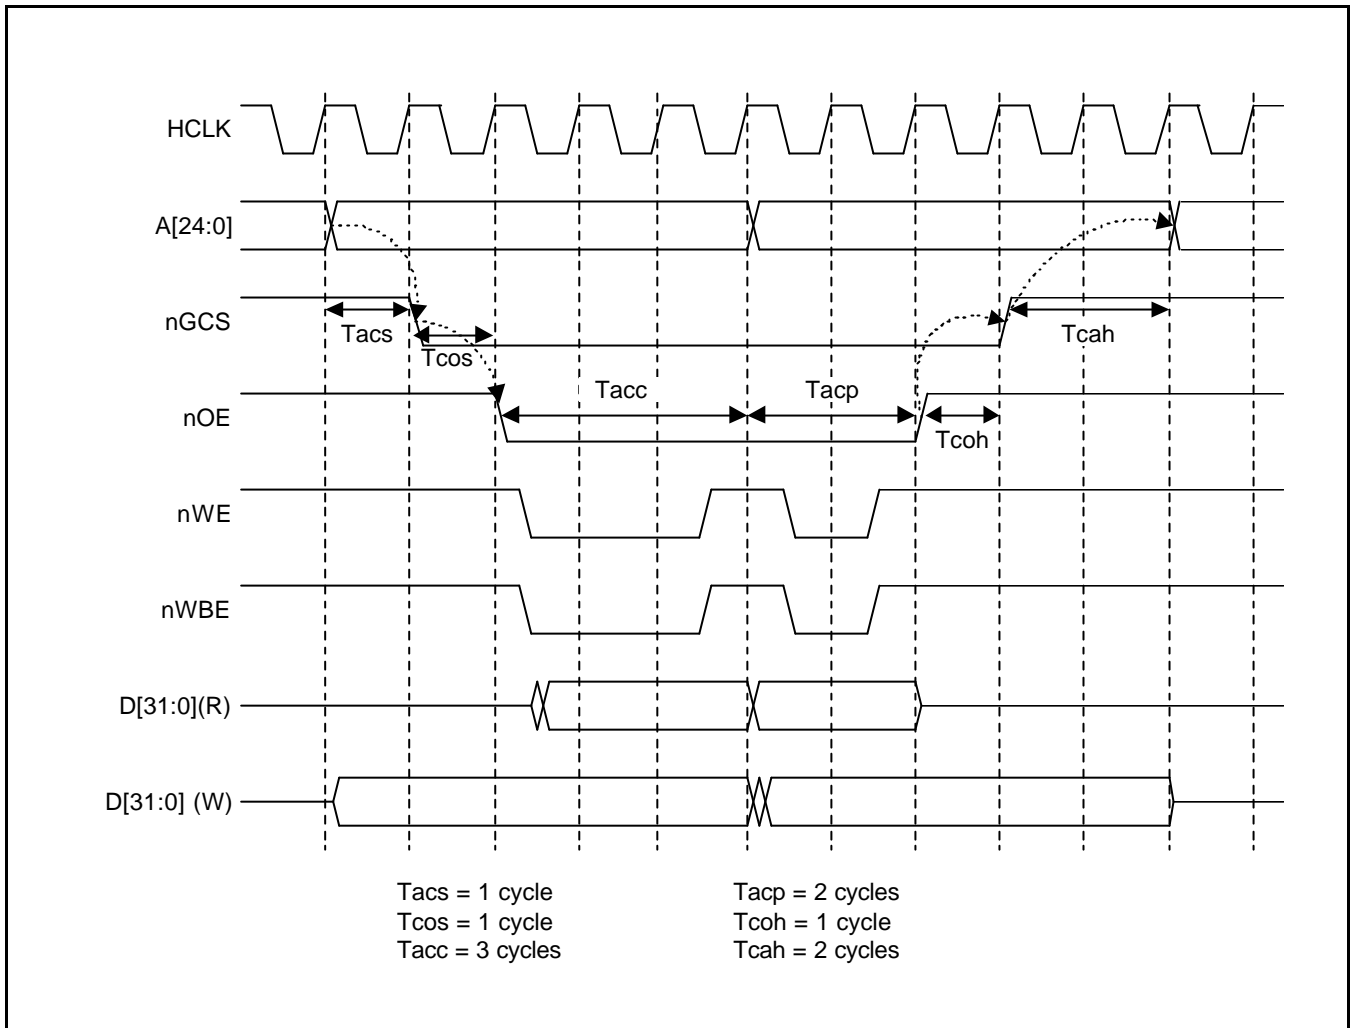 HCLK
A[24:0]
nGCS
Tacs
Tcos
Tcah
nOE
Tacc
Tacp
Tcoh
nWE
nWBE
D[31:0](R)
D[31:0] (W)
Tacs = 1 cycle
Tcos = 1 cycle
Tacc = 3 cycles
Tacp = 2 cycles
Tcoh = 1 cycle
Tcah = 2 cycles